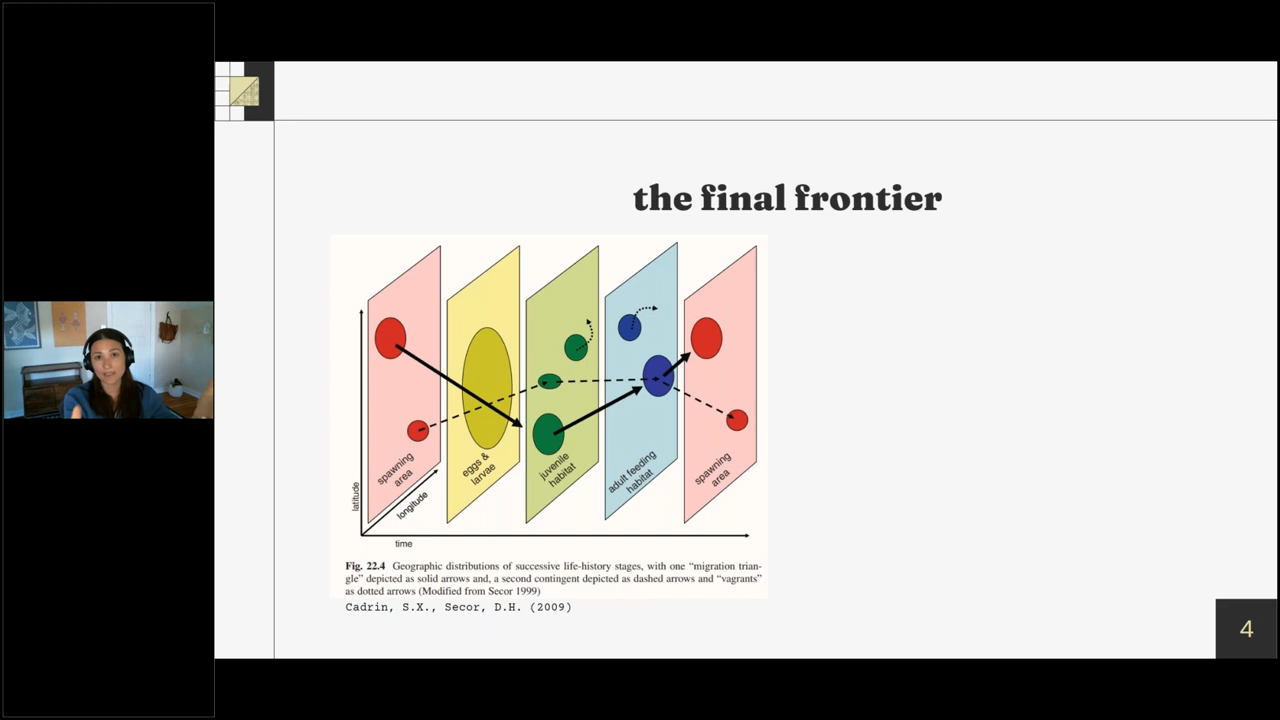 the final frontier
spawning
area
eggs &
larvae
juvenile
habitat
adult feeding
habitat
spawning
area
latitude
longitude
time
Fig. 22.4 Geographic distributions of successive life-history stages, with one “migration trian-
gle” depicted as solid arrows and, a second contingent depicted as dashed arrows and “vagrants”
as dotted arrows (Modified from Secor 1999)
Cadrin, S.X., Secor, D.H. (2009)
4